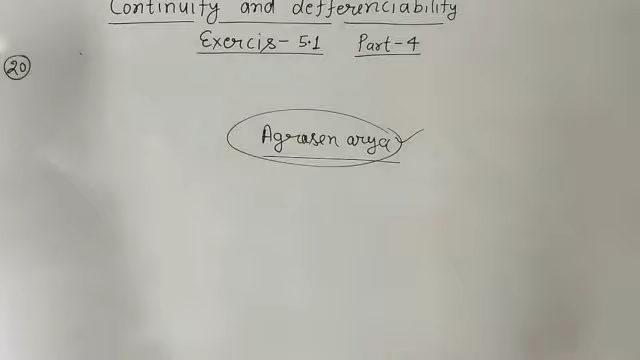 Continuity and defferenciability
Exercis- 5.1 Part-4
20
Agrasen arya